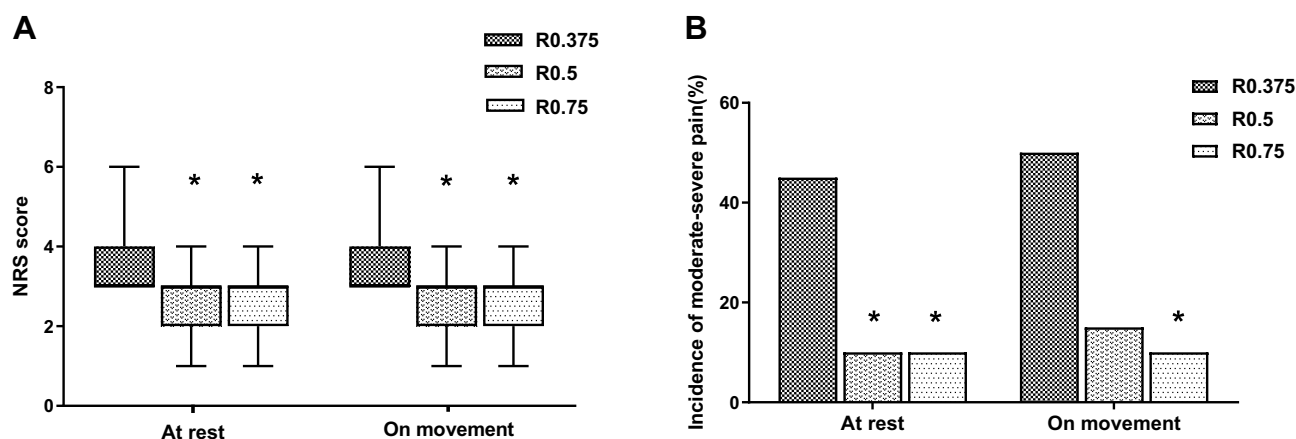 A
R0.375
R0.5
R0.75
NRS score
8
6
4
2
0
* * * *
At rest On movement
B
R0.375
R0.5
R0.75
Incidence of moderate-severe pain(%)
60
40
20
0
* * *
At rest On movement